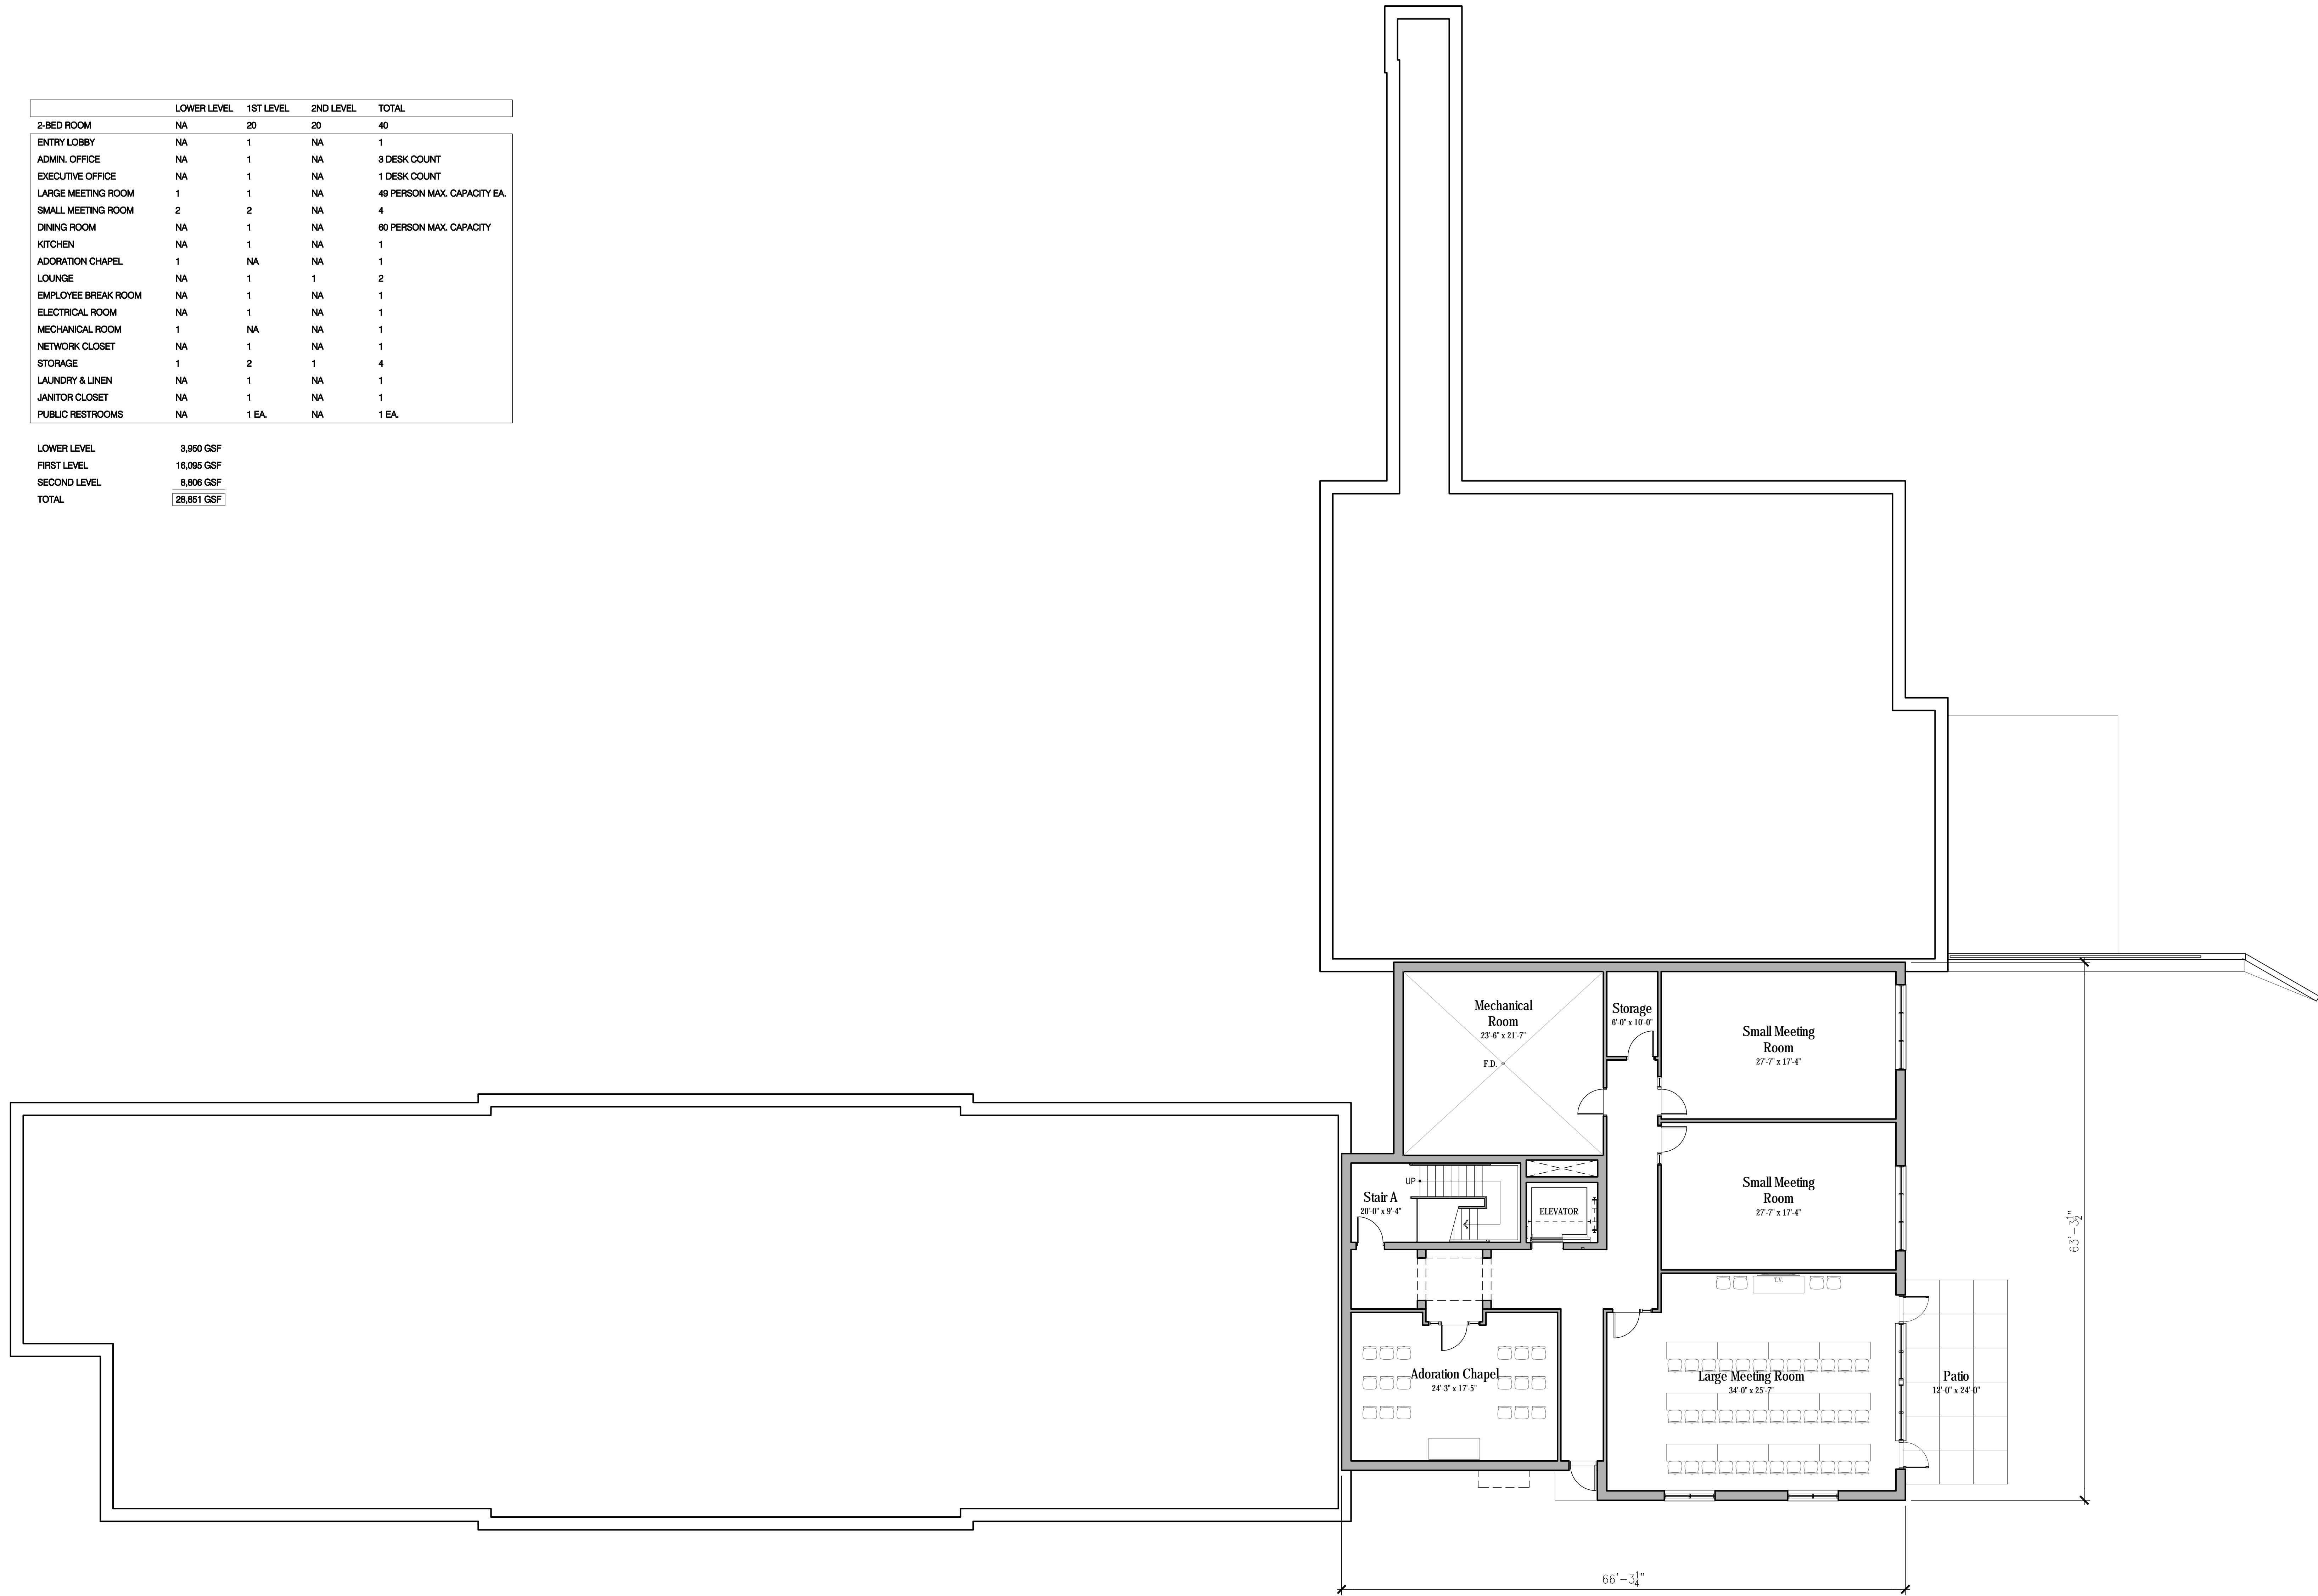 LOWER LEVEL 1ST LEVEL 2ND LEVEL TOTAL
2-BED ROOM NA 20 20 40
ENTRY LOBBY NA 1 NA 1
ADMIN. OFFICE NA 1 NA 3 DESK COUNT
EXECUTIVE OFFICE NA 1 NA 1 DESK COUNT
LARGE MEETING ROOM 1 1 NA 49 PERSON MAX. CAPACITY EA.
SMALL MEETING ROOM 2 2 NA 4
DINING ROOM NA 1 NA 60 PERSON MAX. CAPACITY
KITCHEN NA 1 NA 1
ADORATION CHAPEL 1 NA NA 1
LOUNGE NA 1 1 2
EMPLOYEE BREAK ROOM NA 1 NA 1
ELECTRICAL ROOM NA 1 NA 1
MECHANICAL ROOM 1 NA NA 1
NETWORK CLOSET NA 1 NA 1
STORAGE 1 2 1 4
LAUNDRY & LINEN NA 1 NA 1
JANITOR CLOSET NA 1 NA 1
PUBLIC RESTROOMS NA 1 EA. NA 1 EA.
LOWER LEVEL 3,950 GSF
FIRST LEVEL 16,095 GSF
SECOND LEVEL 8,806 GSF
TOTAL 28,851 GSF
Mechanical
Room
23'-6" x 21'-7"
F.D.
Storage
6'-0" x 10'-0"
Small Meeting
Room
27'-7" x 17'-4"
UP
Stair A
20'-0" x 9'-4"
ELEVATOR
Small Meeting
Room
27'-7" x 17'-4"
63'-3½"
T.V.
Adoration Chapel
24'-3" x 17'-5"
Large Meeting Room
34'-0" x 25'-7"
Patio
12'-0" x 24'-0"
66'-3¼"